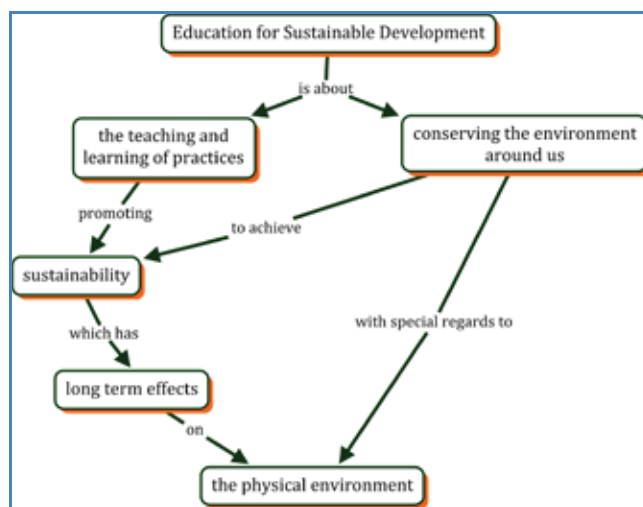 Education for Sustainable Development
is about
the teaching and
learning of practices
conserving the environment
around us
promoting
to achieve
sustainability
with special regards to
which has
long term effects
on
the physical environment